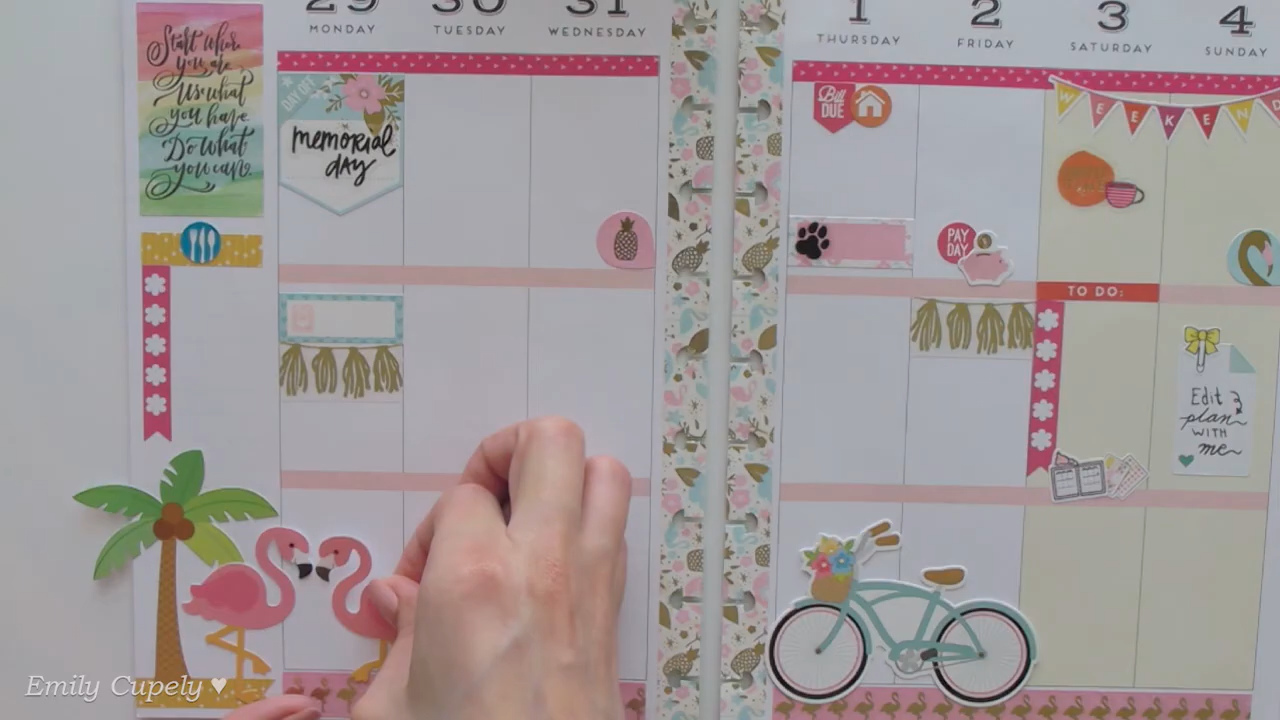 29 30 31
MONDAY TUESDAY WEDNESDAY
1 2 3 4
THURSDAY FRIDAY SATURDAY SUNDAY
Start where
you are
Use what
you have
Do what
you can.
DAY OFF
memorial
day
Bill
DUE
WEEKEND
PAY
DAY
TO DO:
Edit
plan
WITH
me
Emily Cupely ♥